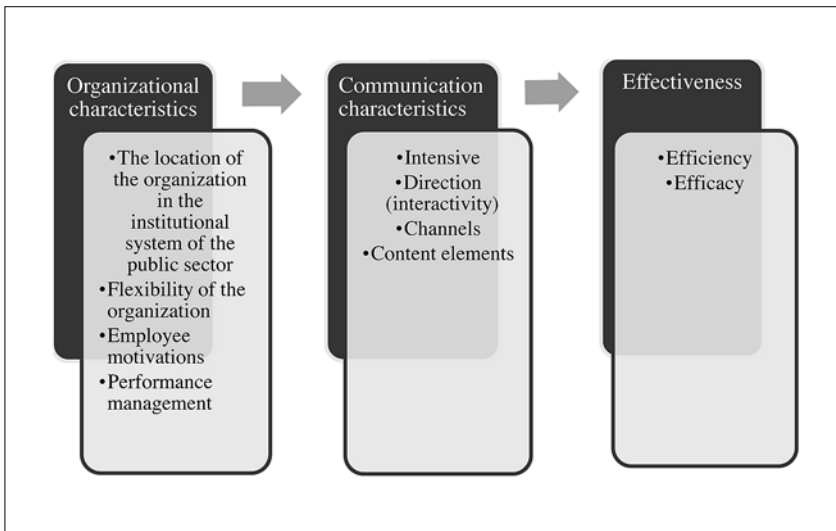 Organizational
characteristics
•The location of
the organization
in the
institutional
system of the
public sector
•Flexibility of the
organization
•Employee
motivations
•Performance
management
Communication
characteristics
•Intensive
•Direction
(interactivity)
•Channels
•Content elements
Effectiveness
•Efficiency
•Efficacy